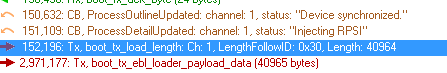 150,632: CB, ProcessOutlineUpdated: channel: 1, status: "Device synchronized."
151,109: CB, ProcessDetailUpdated: channel: 1, status: "Injecting RPSI"
152,196: Tx, boot_tx_load_length: Ch: 1, LengthFollowID: 0x30, Length: 40964
2,971,177: Tx, boot_tx_ebl_loader_payload_data (40965 bytes)